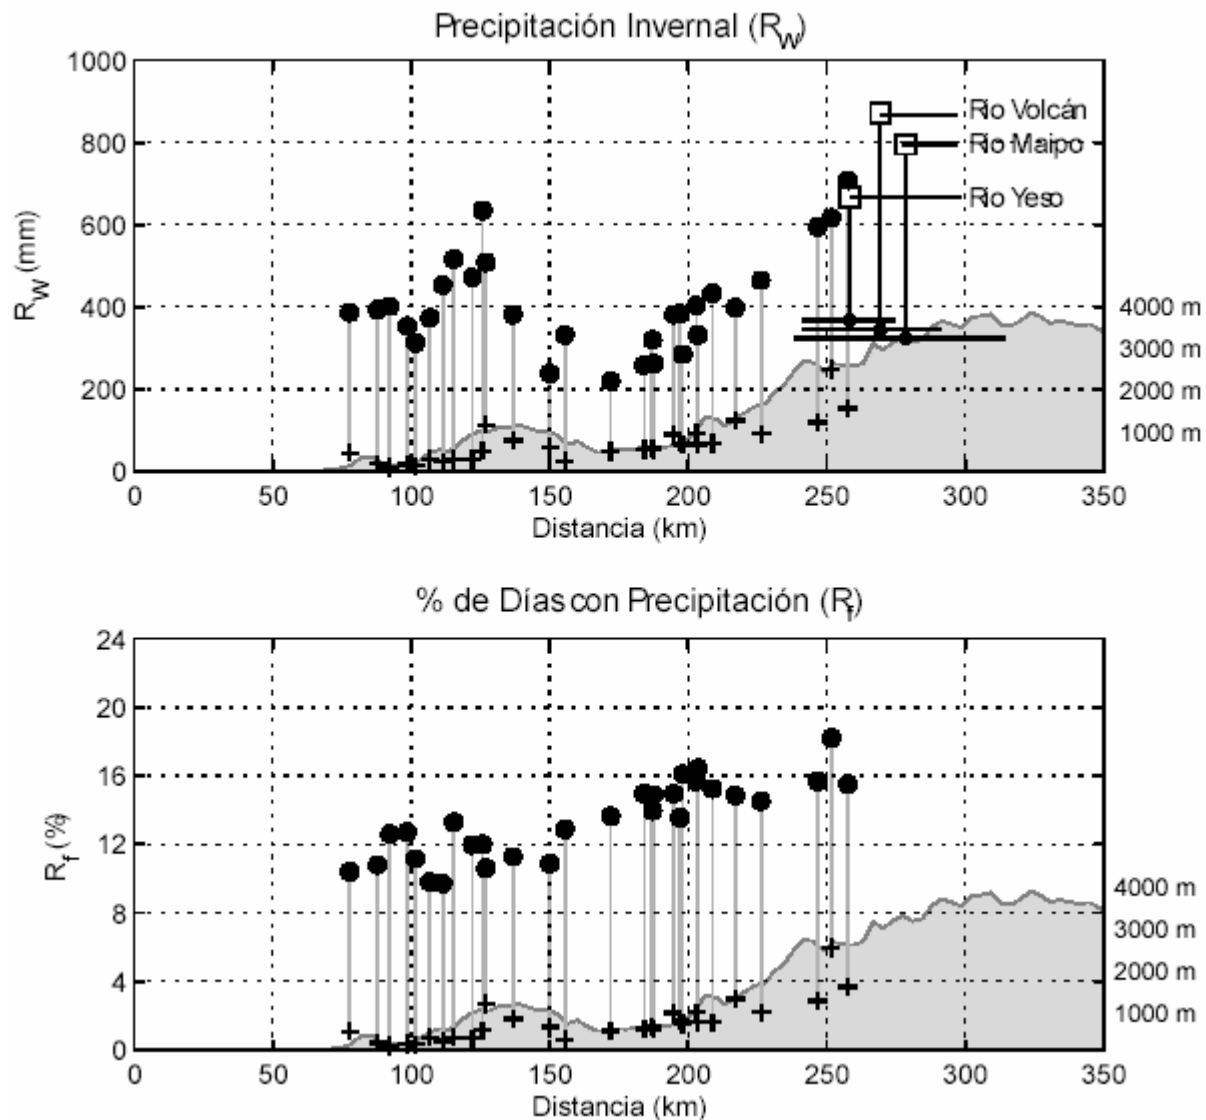 Precipitación Invernal (R_W)
1000
800
600
400
200
0
R_W (mm)
Río Volcán
Río Maipo
Río Yeso
4000 m
3000 m
2000 m
1000 m
0 50 100 150 200 250 300 350
Distancia (km)
% de Días con Precipitación (R_f)
24
20
16
12
8
4
0
R_f (%)
4000 m
3000 m
2000 m
1000 m
0 50 100 150 200 250 300 350
Distancia (km)